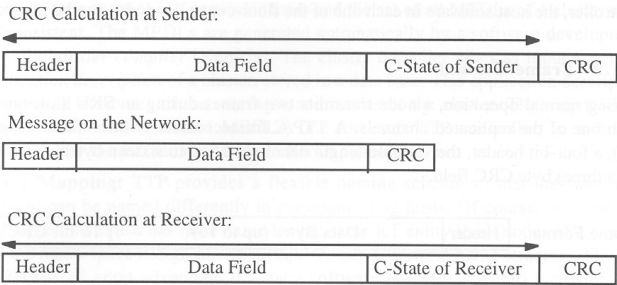 CRC Calculation at Sender:
Header Data Field C-State of Sender CRC
Message on the Network:
Header Data Field CRC
CRC Calculation at Receiver:
Header Data Field C-State of Receiver CRC